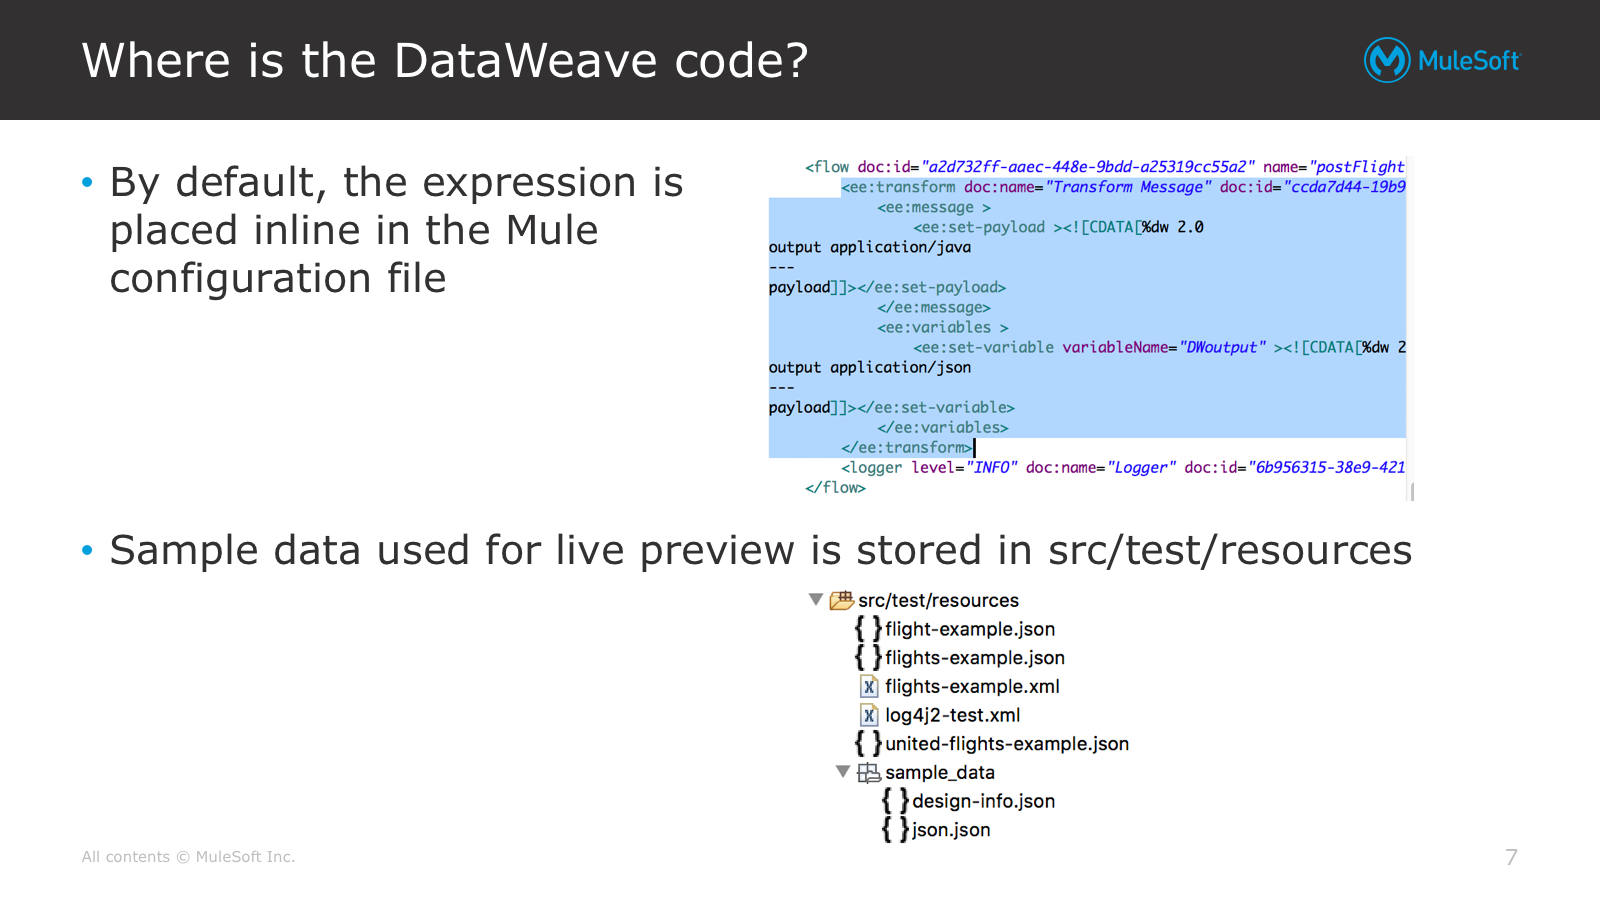 Where is the DataWeave code?
MuleSoft
• By default, the expression is
placed inline in the Mule
configuration file
<flow doc:id="a2d732ff-aaec-448e-9bdd-a25319cc55a2" name="postFlight
<ee:transform doc:name="Transform Message" doc:id="ccda7d44-19b9
<ee:message >
<ee:set-payload ><![CDATA[%dw 2.0
output application/java
---
payload]]></ee:set-payload>
</ee:message>
<ee:variables >
<ee:set-variable variableName="DWoutput" ><![CDATA[%dw 2
output application/json
---
payload]]></ee:set-variable>
</ee:variables>
</ee:transform>
<logger level="INFO" doc:name="Logger" doc:id="6b956315-38e9-421
</flow>
• Sample data used for live preview is stored in src/test/resources
src/test/resources
{ } flight-example.json
{ } flights-example.json
X flights-example.xml
X log4j2-test.xml
{ } united-flights-example.json
sample_data
{ } design-info.json
{ } json.json
All contents © MuleSoft Inc.
7